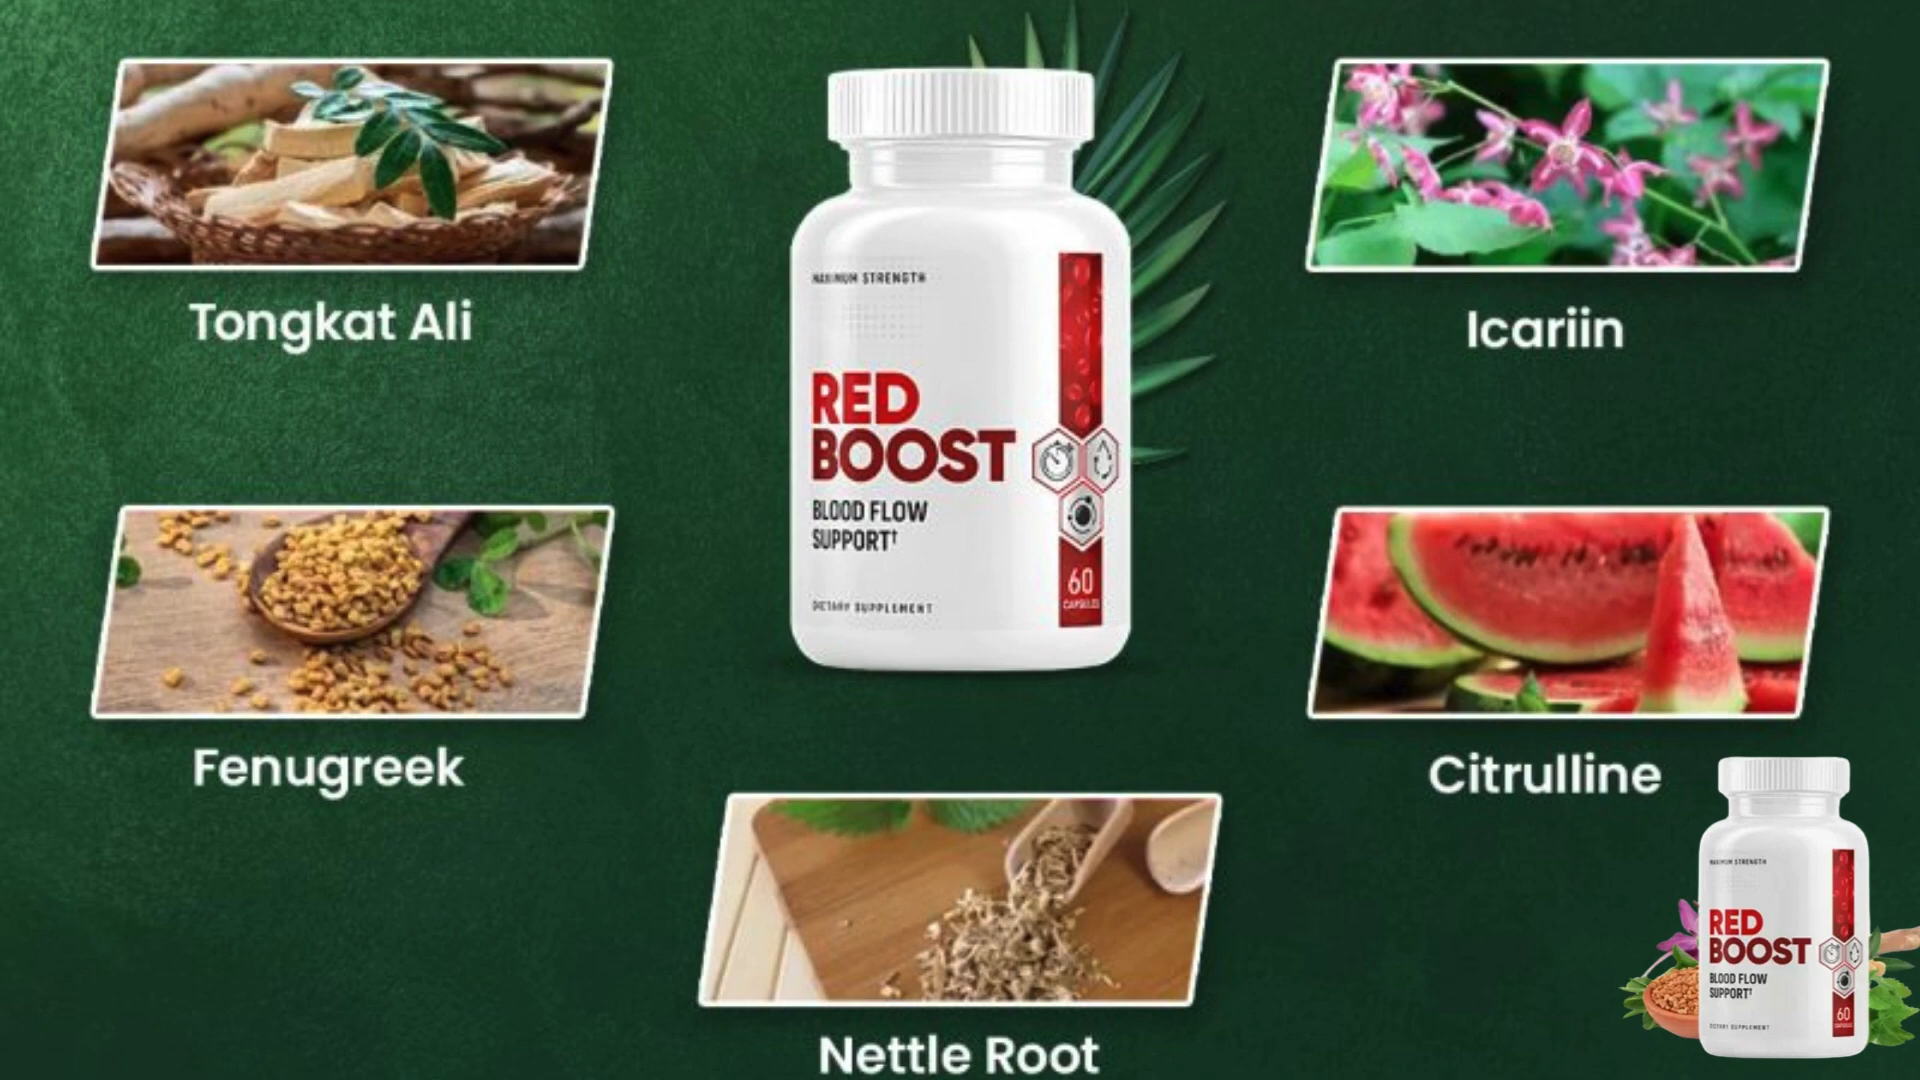 Tongkat Ali
Icariin
MAXIMUM STRENGTH
RED
BOOST
BLOOD FLOW
SUPPORT†
60
CAPSULES
DIETARY SUPPLEMENT
Fenugreek
Citrulline
Nettle Root
MAXIMUM STRENGTH
RED
BOOST
BLOOD FLOW
SUPPORT†
60
CAPSULES
DIETARY SUPPLEMENT